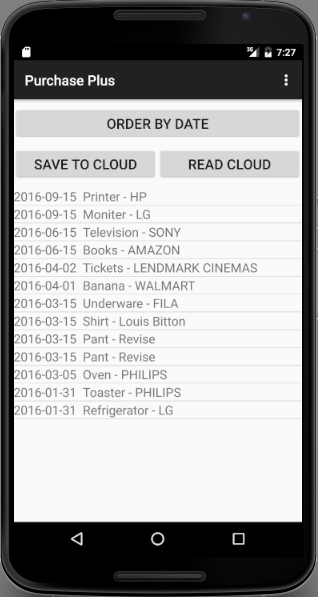 3G 7:27
Purchase Plus
ORDER BY DATE
SAVE TO CLOUD READ CLOUD
2016-09-15 Printer - HP
2016-09-15 Moniter - LG
2016-06-15 Television - SONY
2016-06-15 Books - AMAZON
2016-04-02 Tickets - LENDMARK CINEMAS
2016-04-01 Banana - WALMART
2016-03-15 Underware - FILA
2016-03-15 Shirt - Louis Bitton
2016-03-15 Pant - Revise
2016-03-15 Pant - Revise
2016-03-05 Oven - PHILIPS
2016-01-31 Toaster - PHILIPS
2016-01-31 Refrigerator - LG